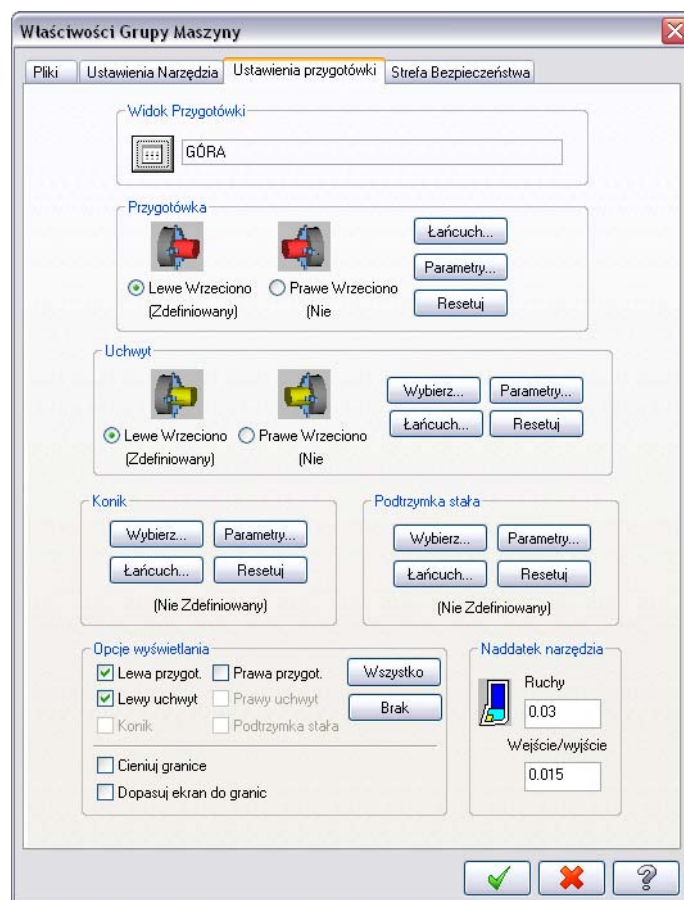 Właściwości Grupy Maszyny
Pliki
Ustawienia Narzędzia
Ustawienia przygotówki
Strefa Bezpieczeństwa
Widok Przygotówki
GÓRA
Przygotówka
Lewe Wrzeciono
(Zdefiniowany)
Prawe Wrzeciono
(Nie
Łańcuch...
Parametry...
Resetuj
Uchwyt
Lewe Wrzeciono
(Zdefiniowany)
Prawe Wrzeciono
(Nie
Wybierz...
Parametry...
Łańcuch...
Resetuj
Konik
Wybierz...
Parametry...
Łańcuch...
Resetuj
(Nie Zdefiniowany)
Podtrzymka stała
Wybierz...
Parametry...
Łańcuch...
Resetuj
(Nie Zdefiniowany)
Opcje wyświetlania
Lewa przygot.
Prawa przygot.
Wszystko
Lewy uchwyt
Prawy uchwyt
Brak
Konik
Podtrzymka stała
Cieniuj granice
Dopasuj ekran do granic
Naddatek narzędzia
Ruchy
0.03
Wejście/wyjście
0.015